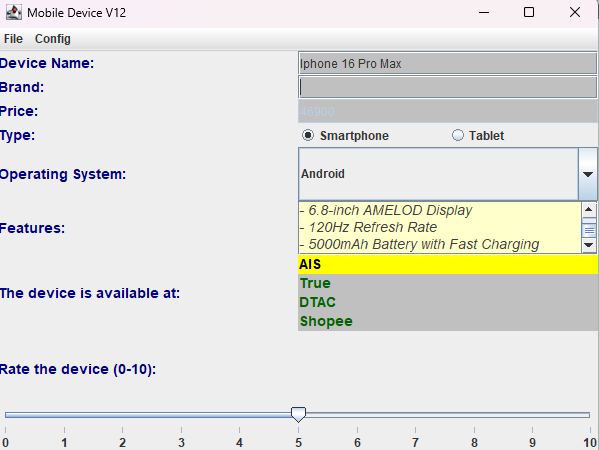 Mobile Device V12
File Config
Device Name: Iphone 16 Pro Max
Brand:
Price: 46900
Type: Smartphone Tablet
Operating System: Android
Features:
- 6.8-inch AMELOD Display
- 120Hz Refresh Rate
- 5000mAh Battery with Fast Charging
The device is available at:
AIS
True
DTAC
Shopee
Rate the device (0-10):
0 1 2 3 4 5 6 7 8 9 10